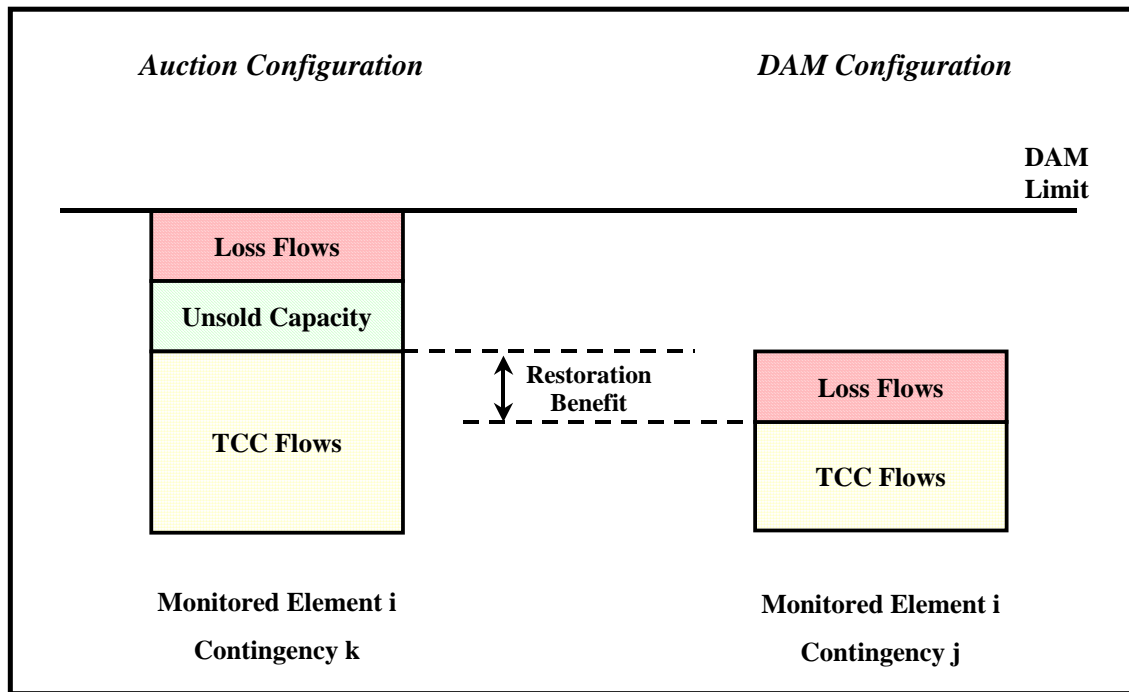 Auction Configuration
DAM Configuration
DAM
Limit
Loss Flows
Unsold Capacity
Restoration
Benefit
TCC Flows
Loss Flows
TCC Flows
Monitored Element i
Contingency k
Monitored Element i
Contingency j